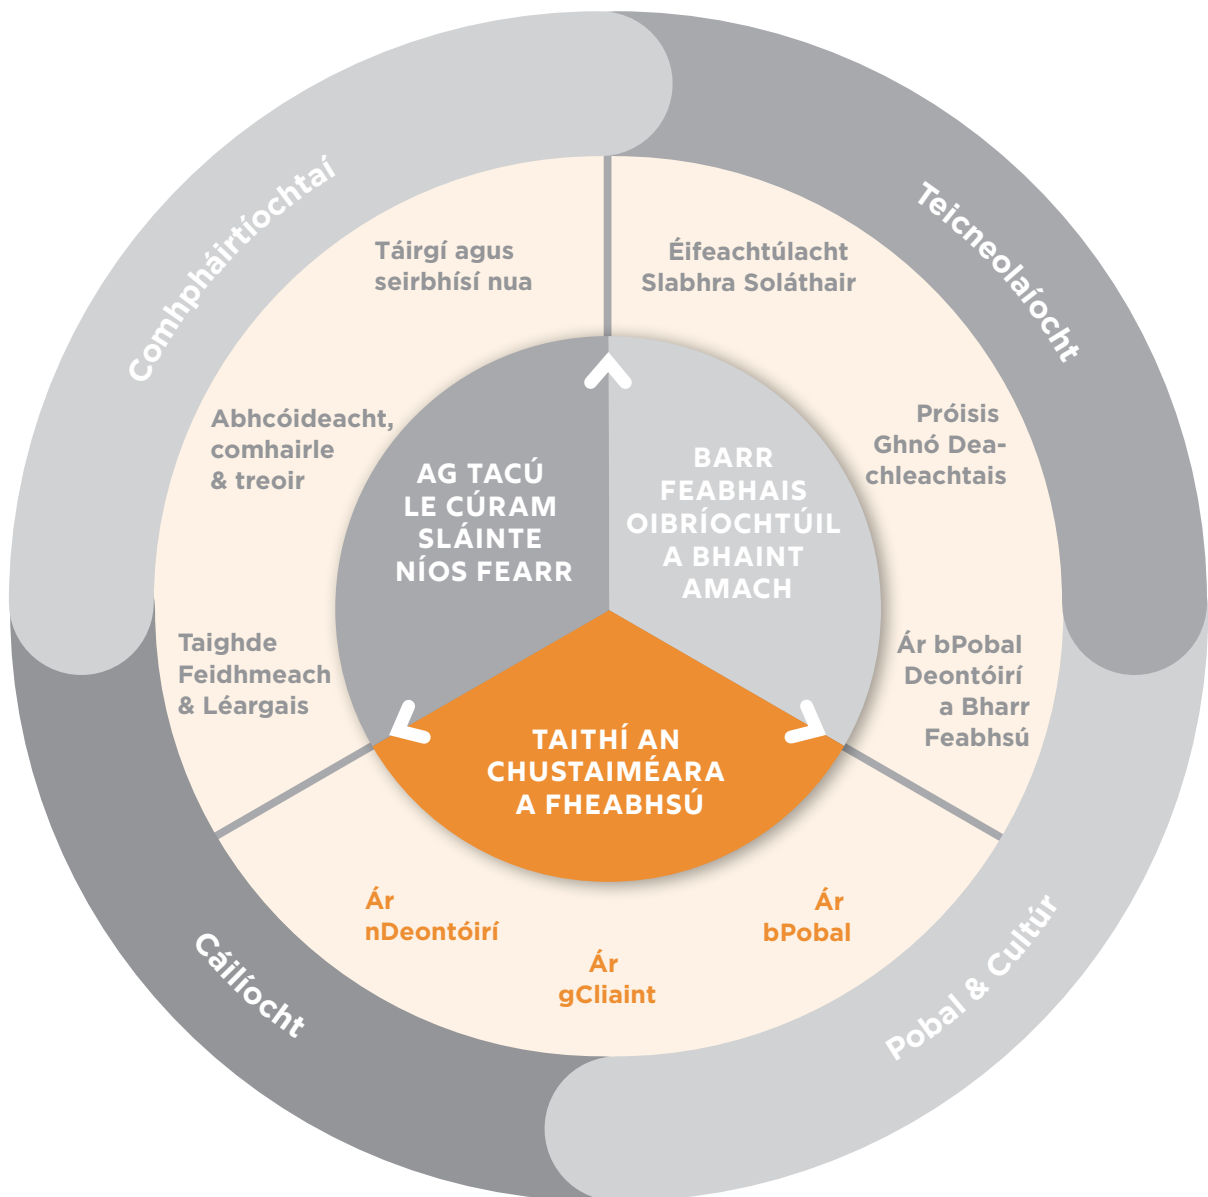 Comhpháirtíochtaí
Teicneolaíocht
Táirgí agus
seirbhísí nua
Éifeachtúlacht
Slabhra Soláthair
Abhcóideacht,
comhairle
& treoir
Próisis
Ghnó Dea-
chleachtais
AG TACÚ
LE CÚRAM
SLÁINTE
NÍOS FEARR
BARR
FEABHAIS
OIBRÍOCHTÚIL
A BHAINT
AMACH
Taighde
Feidhmeach
& Léargais
Ár bPobal
Deontóirí
a Bharr
Feabhsú
TAITHÍ AN
CHUSTAIMÉARA
A FHEABHSÚ
Ár
nDeontóirí
Ár
gCliaint
Ár
bPobal
Cáilíocht
Pobal & Cultúr